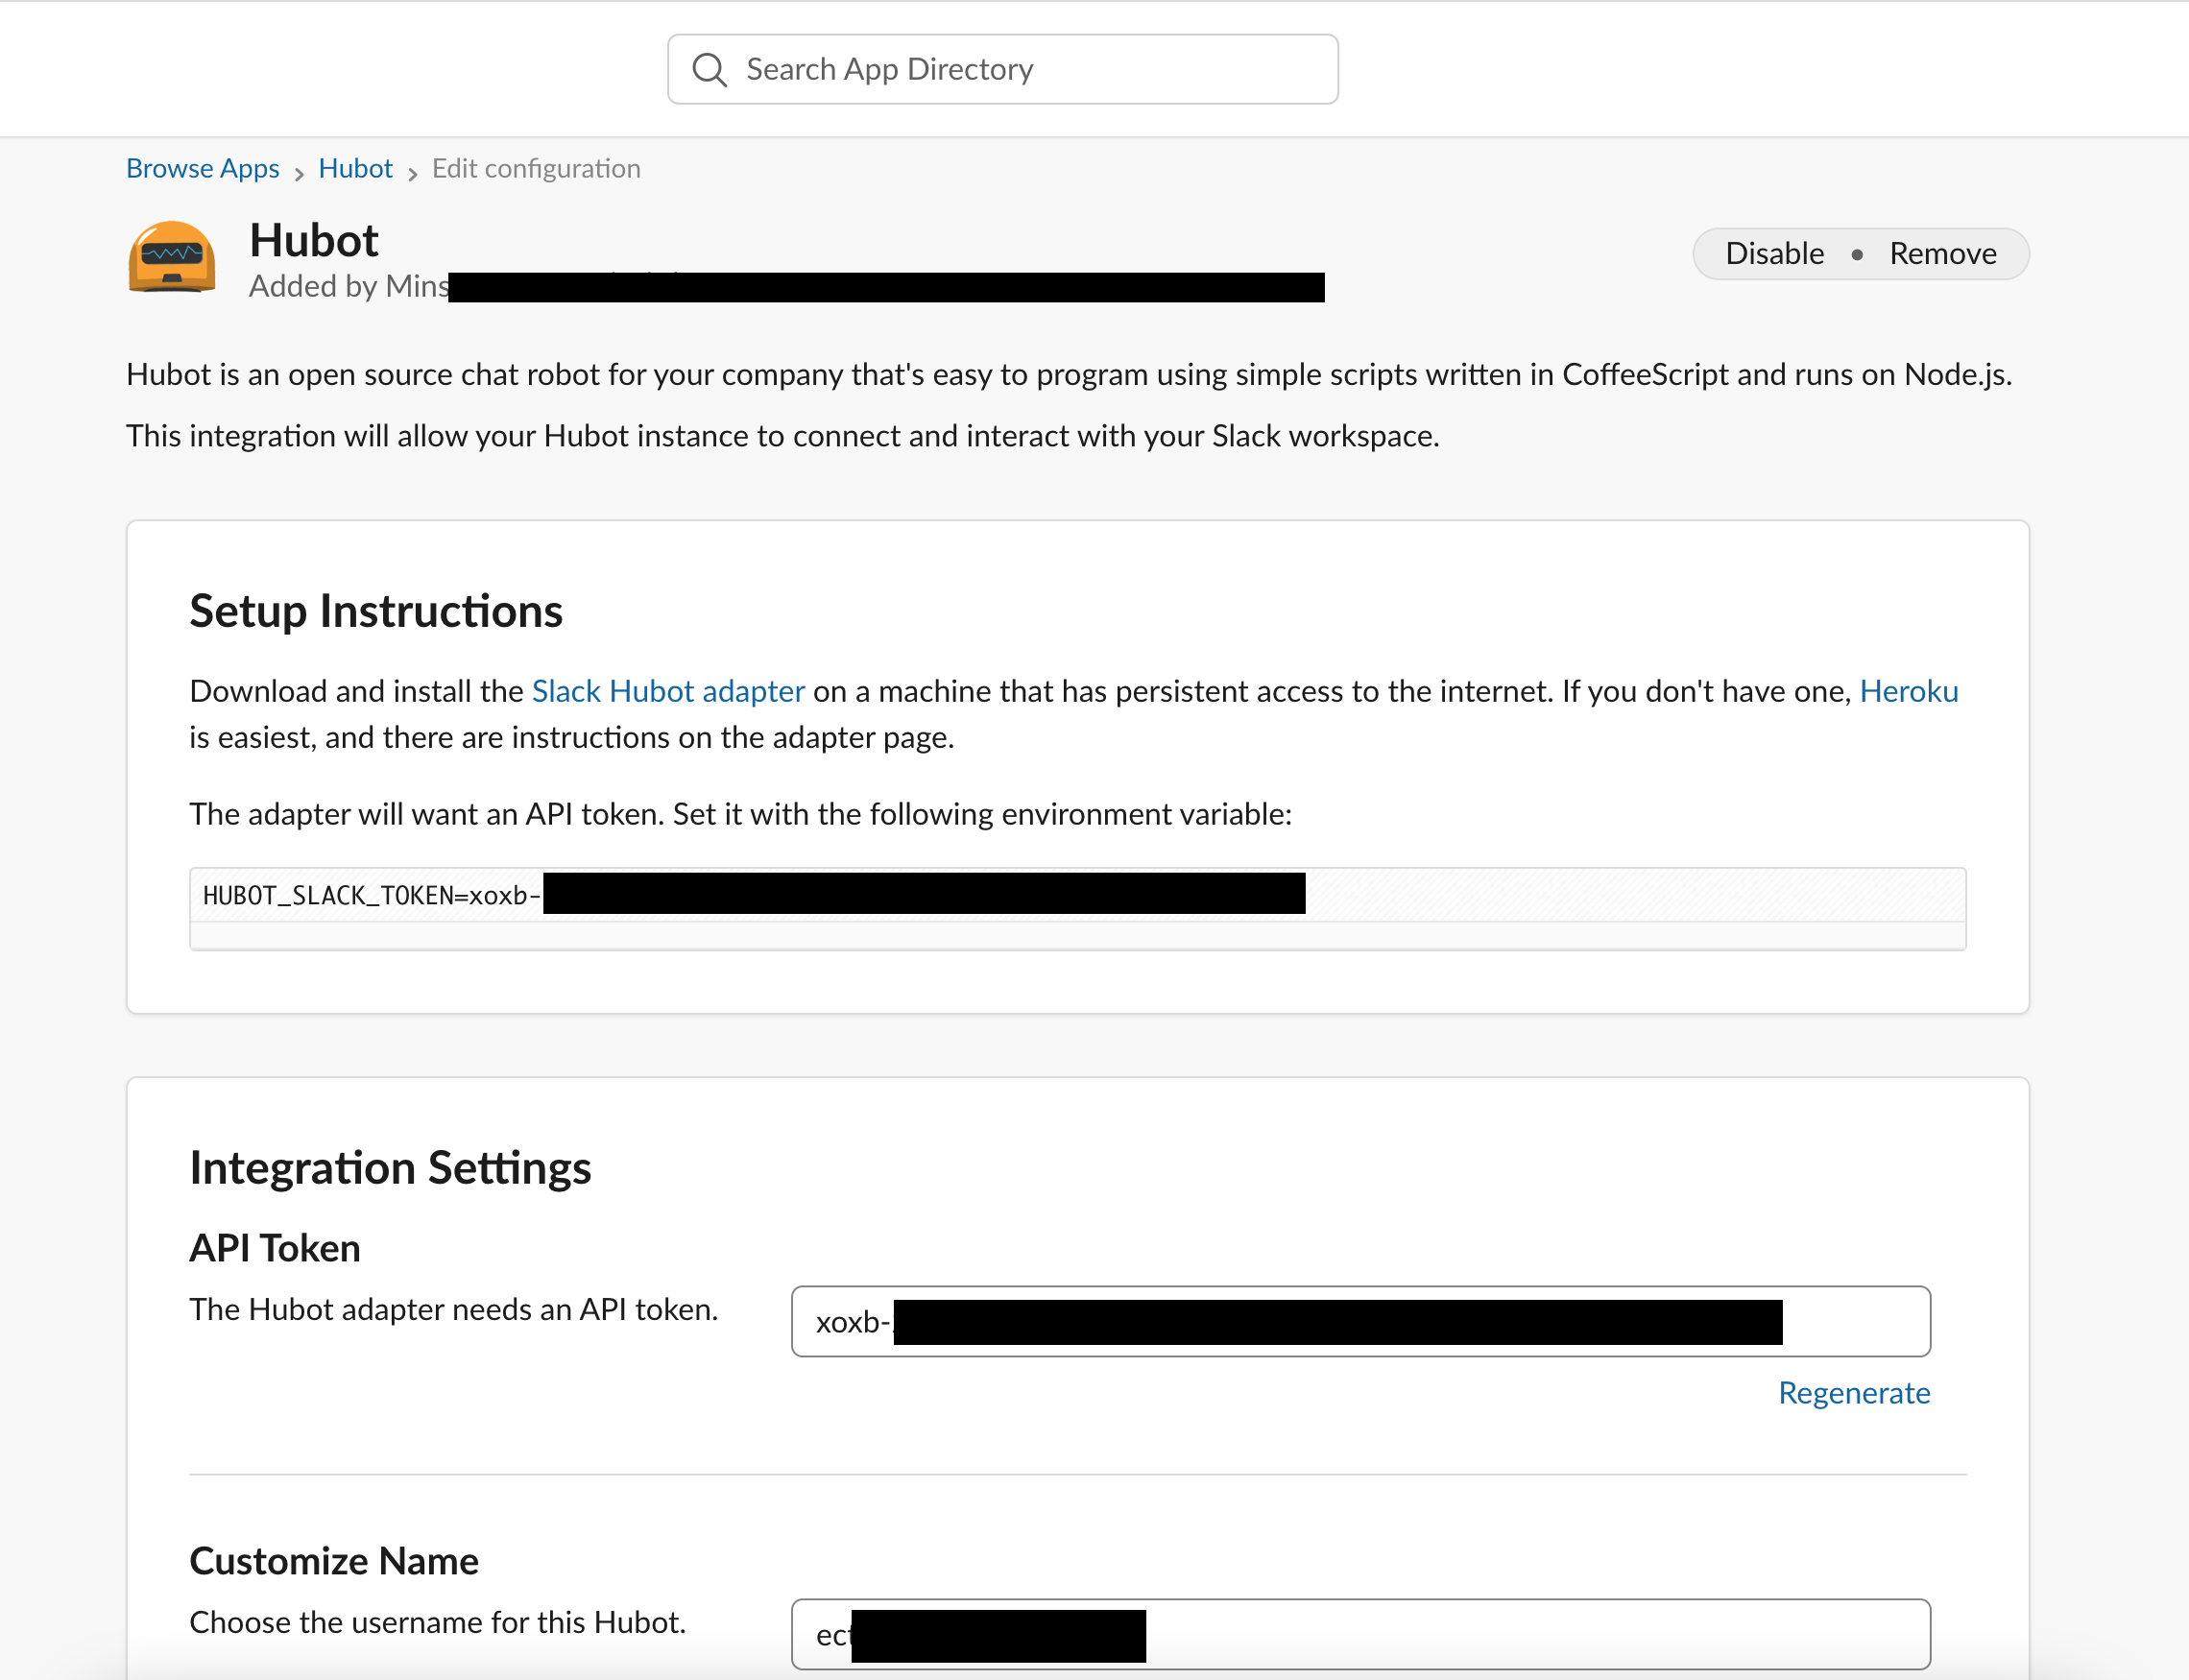 Search App Directory
Browse Apps > Hubot > Edit configuration
Hubot
Added by Mins
Disable • Remove
Hubot is an open source chat robot for your company that's easy to program using simple scripts written in CoffeeScript and runs on Node.js.
This integration will allow your Hubot instance to connect and interact with your Slack workspace.
Setup Instructions
Download and install the Slack Hubot adapter on a machine that has persistent access to the internet. If you don't have one, Heroku
is easiest, and there are instructions on the adapter page.
The adapter will want an API token. Set it with the following environment variable:
HUBOT_SLACK_TOKEN=xoxb-
Integration Settings
API Token
The Hubot adapter needs an API token.
xoxb-
Regenerate
Customize Name
Choose the username for this Hubot.
ect